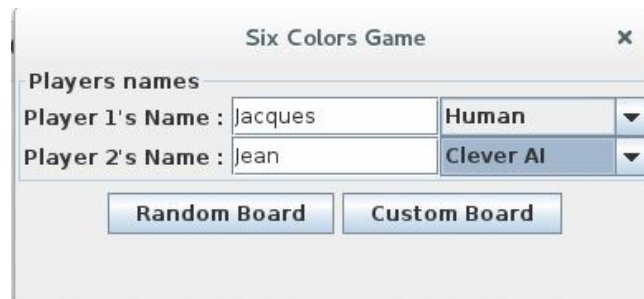 Six Colors Game
Players names
Player 1's Name : Jacques Human
Player 2's Name : Jean Clever AI
Random Board Custom Board